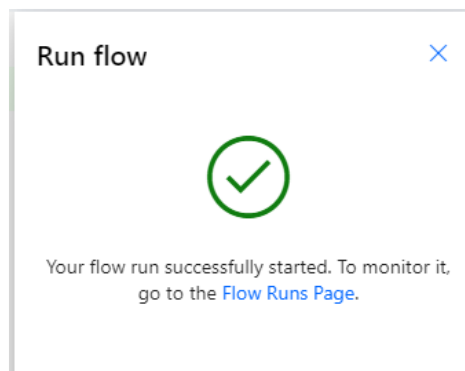 Run flow
Your flow run successfully started. To monitor it,
go to the Flow Runs Page.